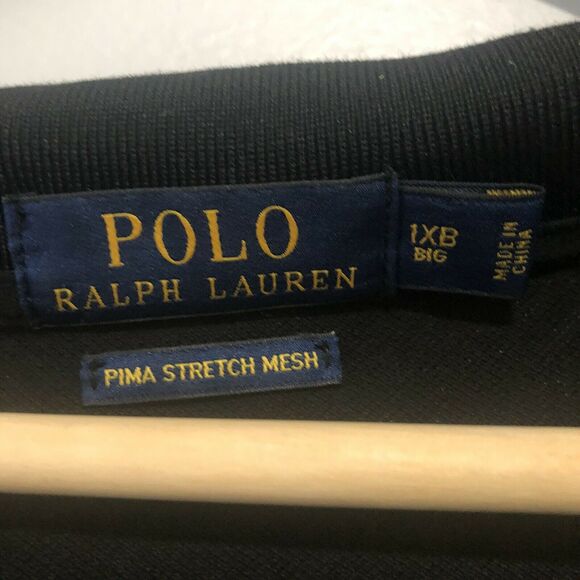 POLO
RALPH LAUREN
1XB
BIG
MADE IN
CHINA
PIMA STRETCH MESH